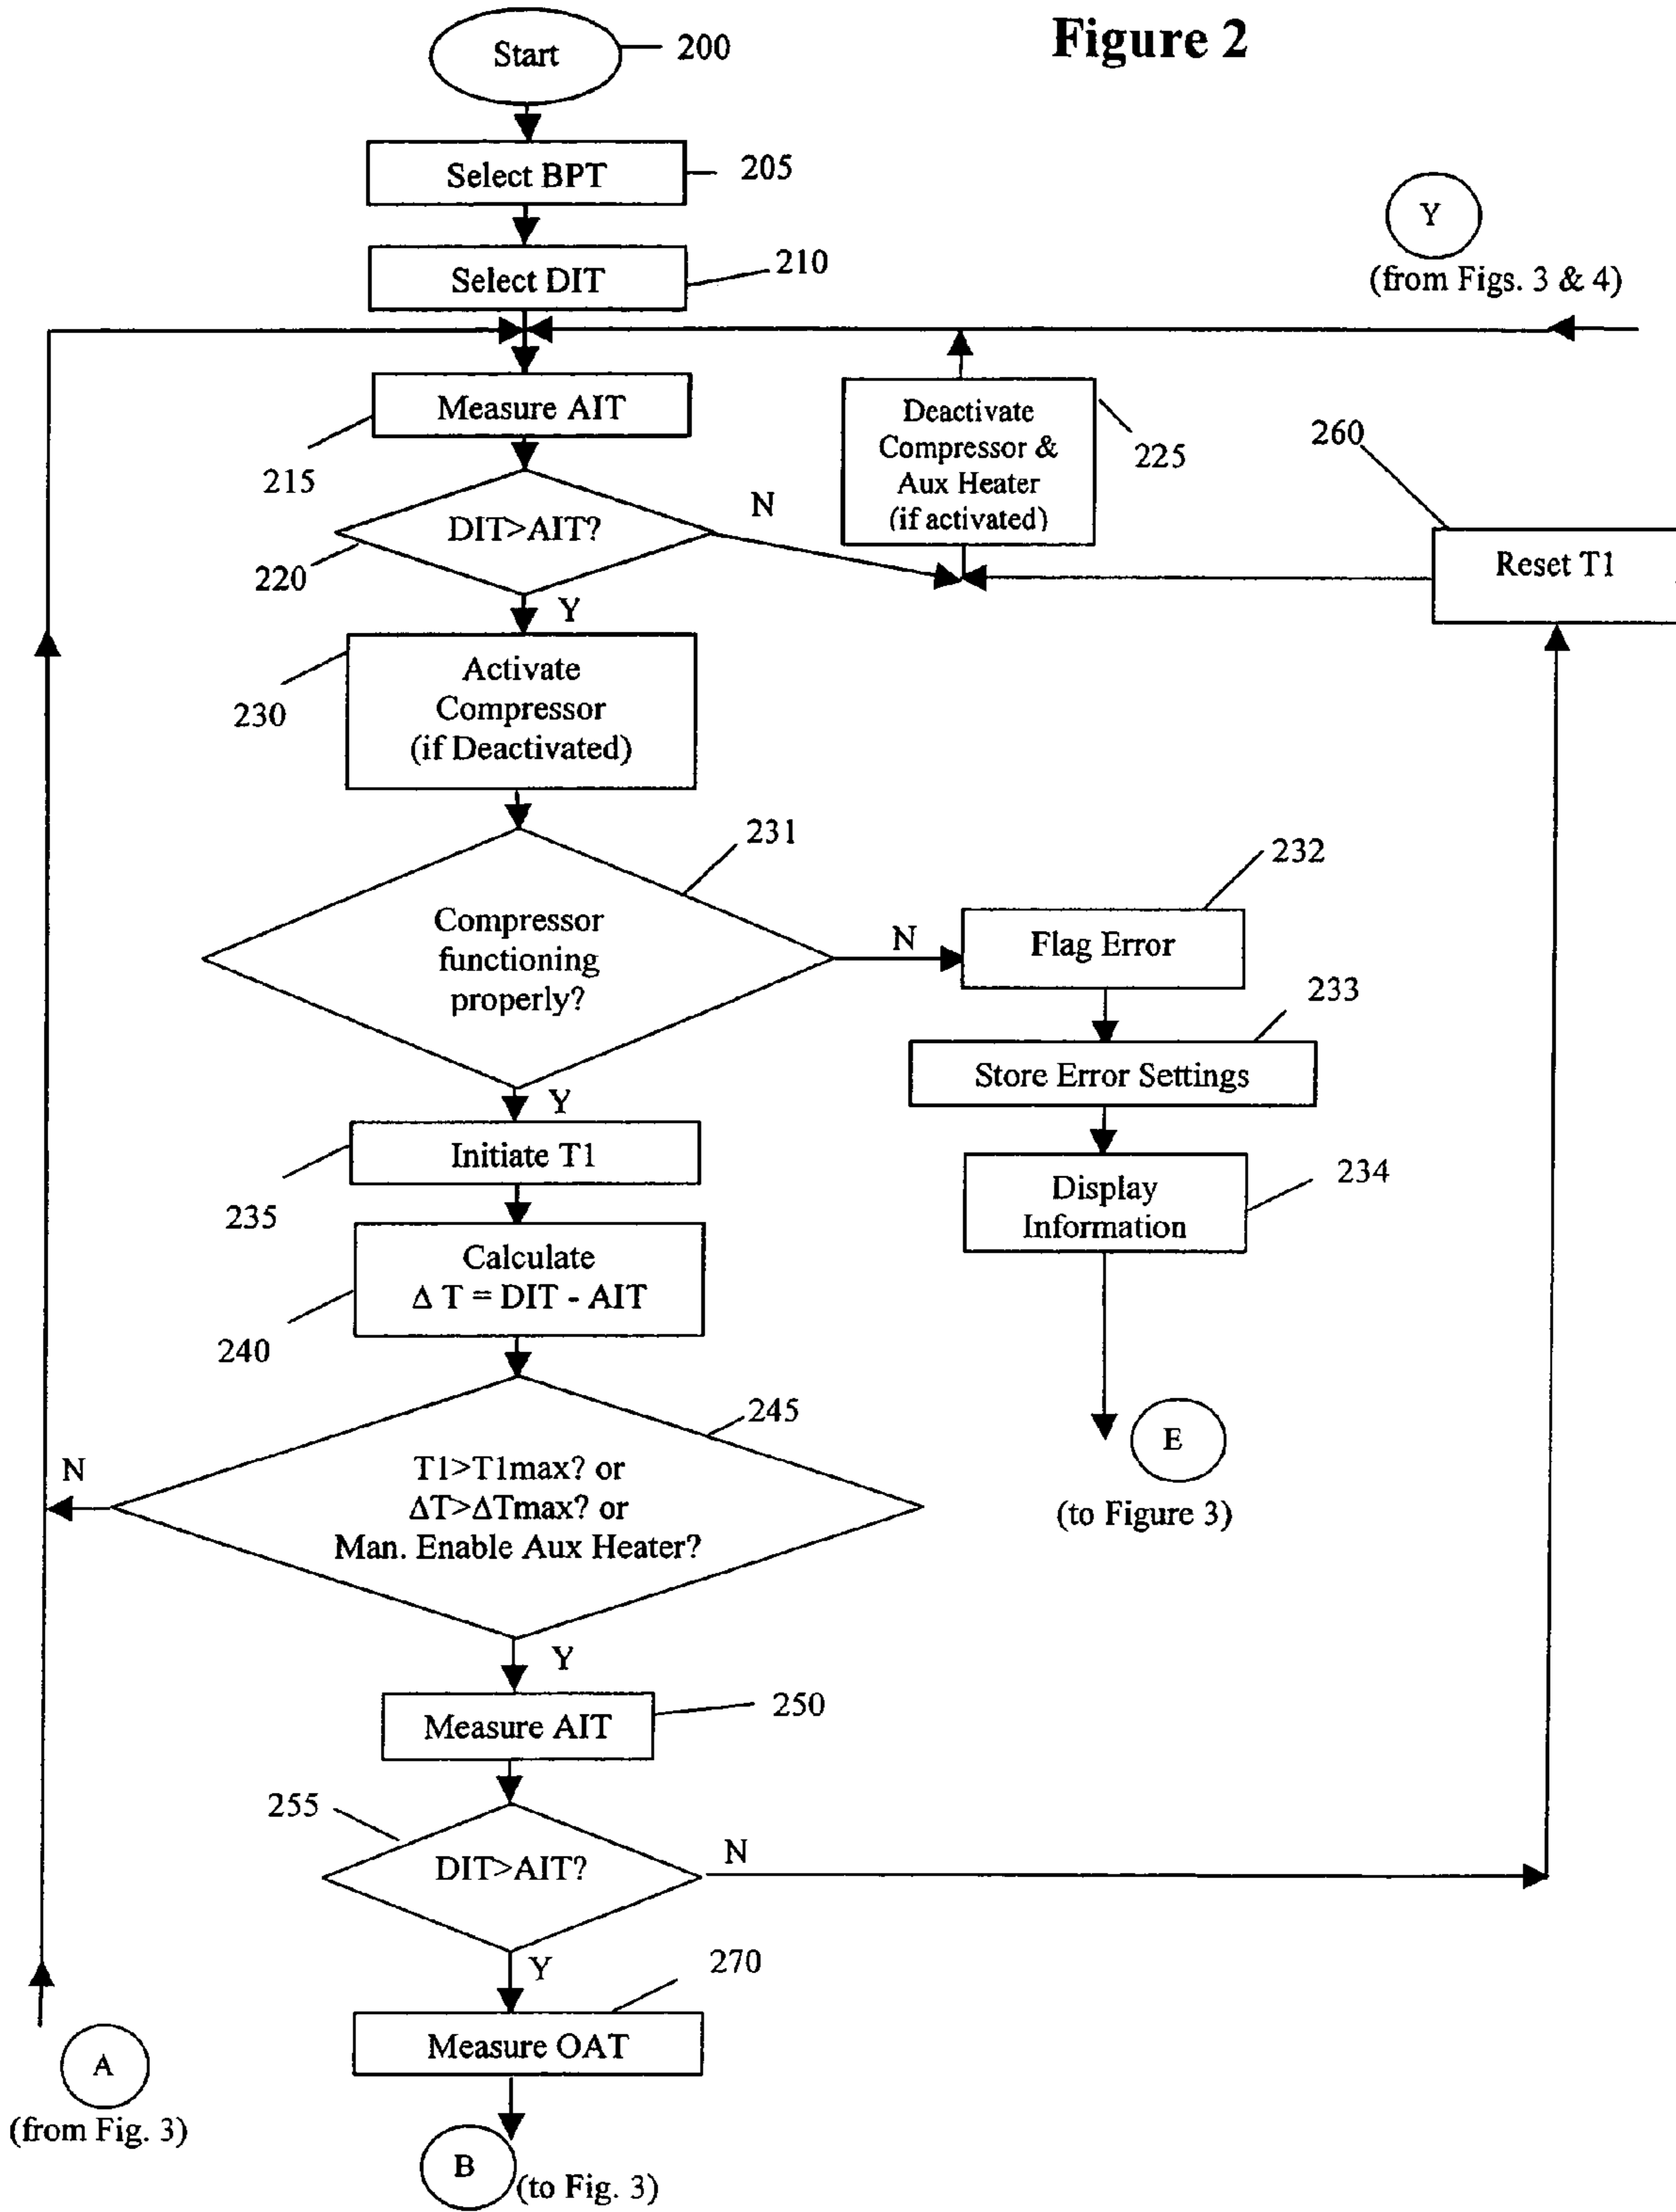 Figure 2
Start
200
Select BPT
205
Select DIT
210
Y
(from Figs. 3 & 4)
Measure AIT
215
Deactivate
Compressor &
Aux Heater
(if activated)
225
260
Reset T1
DIT>AIT?
N
220
Y
Activate
Compressor
(if Deactivated)
230
231
Compressor
functioning
properly?
N
232
Flag Error
233
Store Error Settings
234
Display
Information
E
(to Figure 3)
Y
Initiate T1
235
Calculate
Δ T = DIT - AIT
240
245
T1>T1max? or
ΔT>ΔTmax? or
Man. Enable Aux Heater?
N
Y
Measure AIT
250
255
DIT>AIT?
N
Y
270
Measure OAT
A
(from Fig. 3)
B
(to Fig. 3)